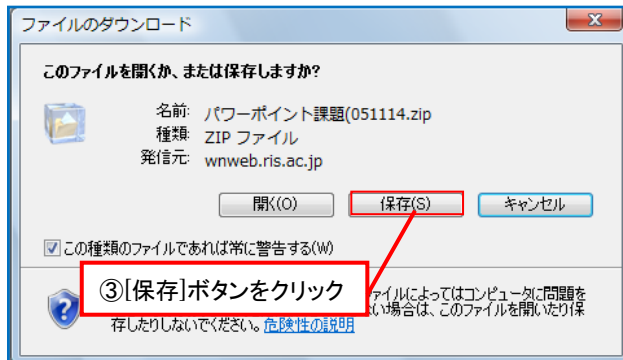 ファイルのダウンロード
このファイルを開くか、または保存しますか?
名前: パワーポイント課題(051114.zip
種類: ZIP ファイル
発信元: wnweb.ris.ac.jp
開く(O) 保存(S) キャンセル
この種類のファイルであれば常に警告する(W)
③[保存]ボタンをクリック
ファイルによってはコンピュータに問題を
い場合は、このファイルを開いたり保
存したりしないでください。危険性の説明